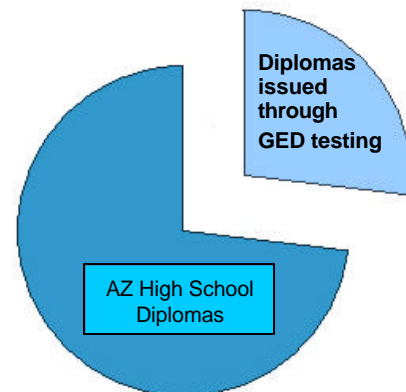 Diplomas
issued
through
GED testing
AZ High School
Diplomas